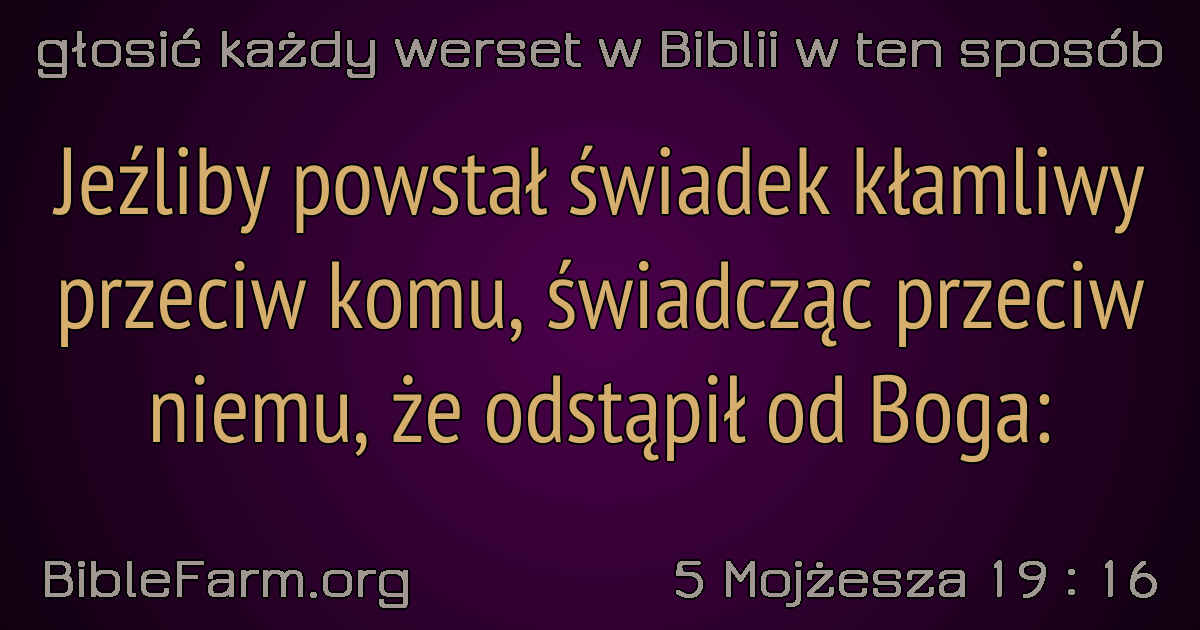 głosić każdy werset w Biblii w ten sposób
Jeźliby powstał świadek kłamliwy
przeciw komu, świadcząc przeciw
niemu, że odstąpił od Boga:
BibleFarm.org
5 Mojżesza 19 : 16